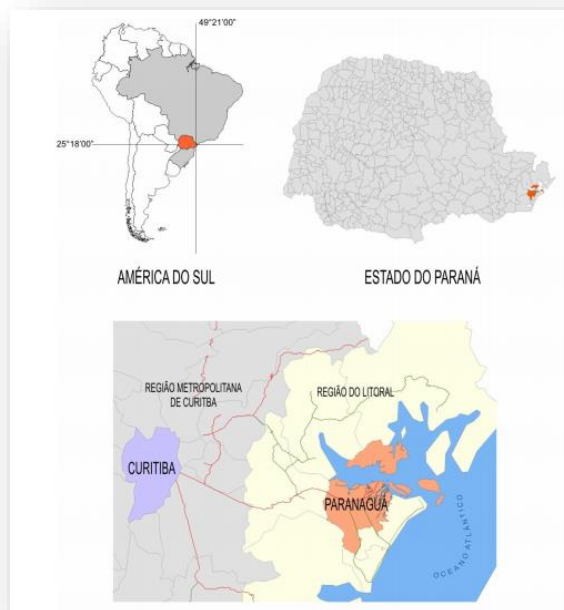 49°21'00"
25°18'00"
AMÉRICA DO SUL
ESTADO DO PARANÁ
REGIÃO METROPOLITANA
DE CURITBA
REGIÃO DO LITORAL
CURITIBA
PARANAGUÁ
OCEANO ATLÂNTICO